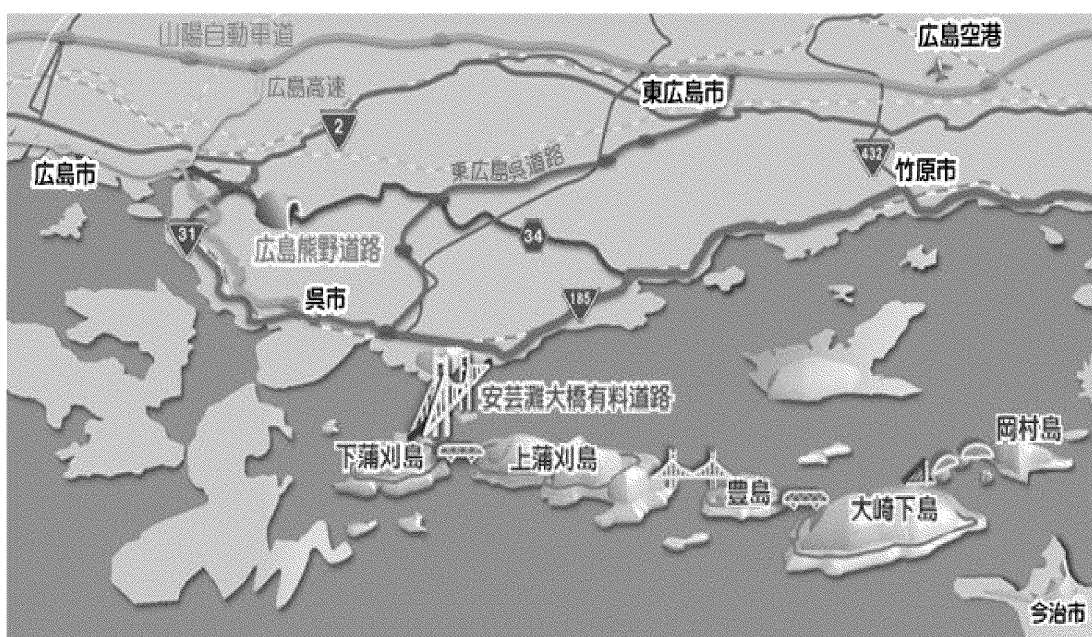 山陽自動車道
広島空港
広島高速
東広島市
2
432
広島市
東広島呉道路
竹原市
31
34
広島熊野道路
呉市
185
安芸灘大橋有料道路
岡村島
下蒲刈島
上蒲刈島
豊島
大崎下島
今治市